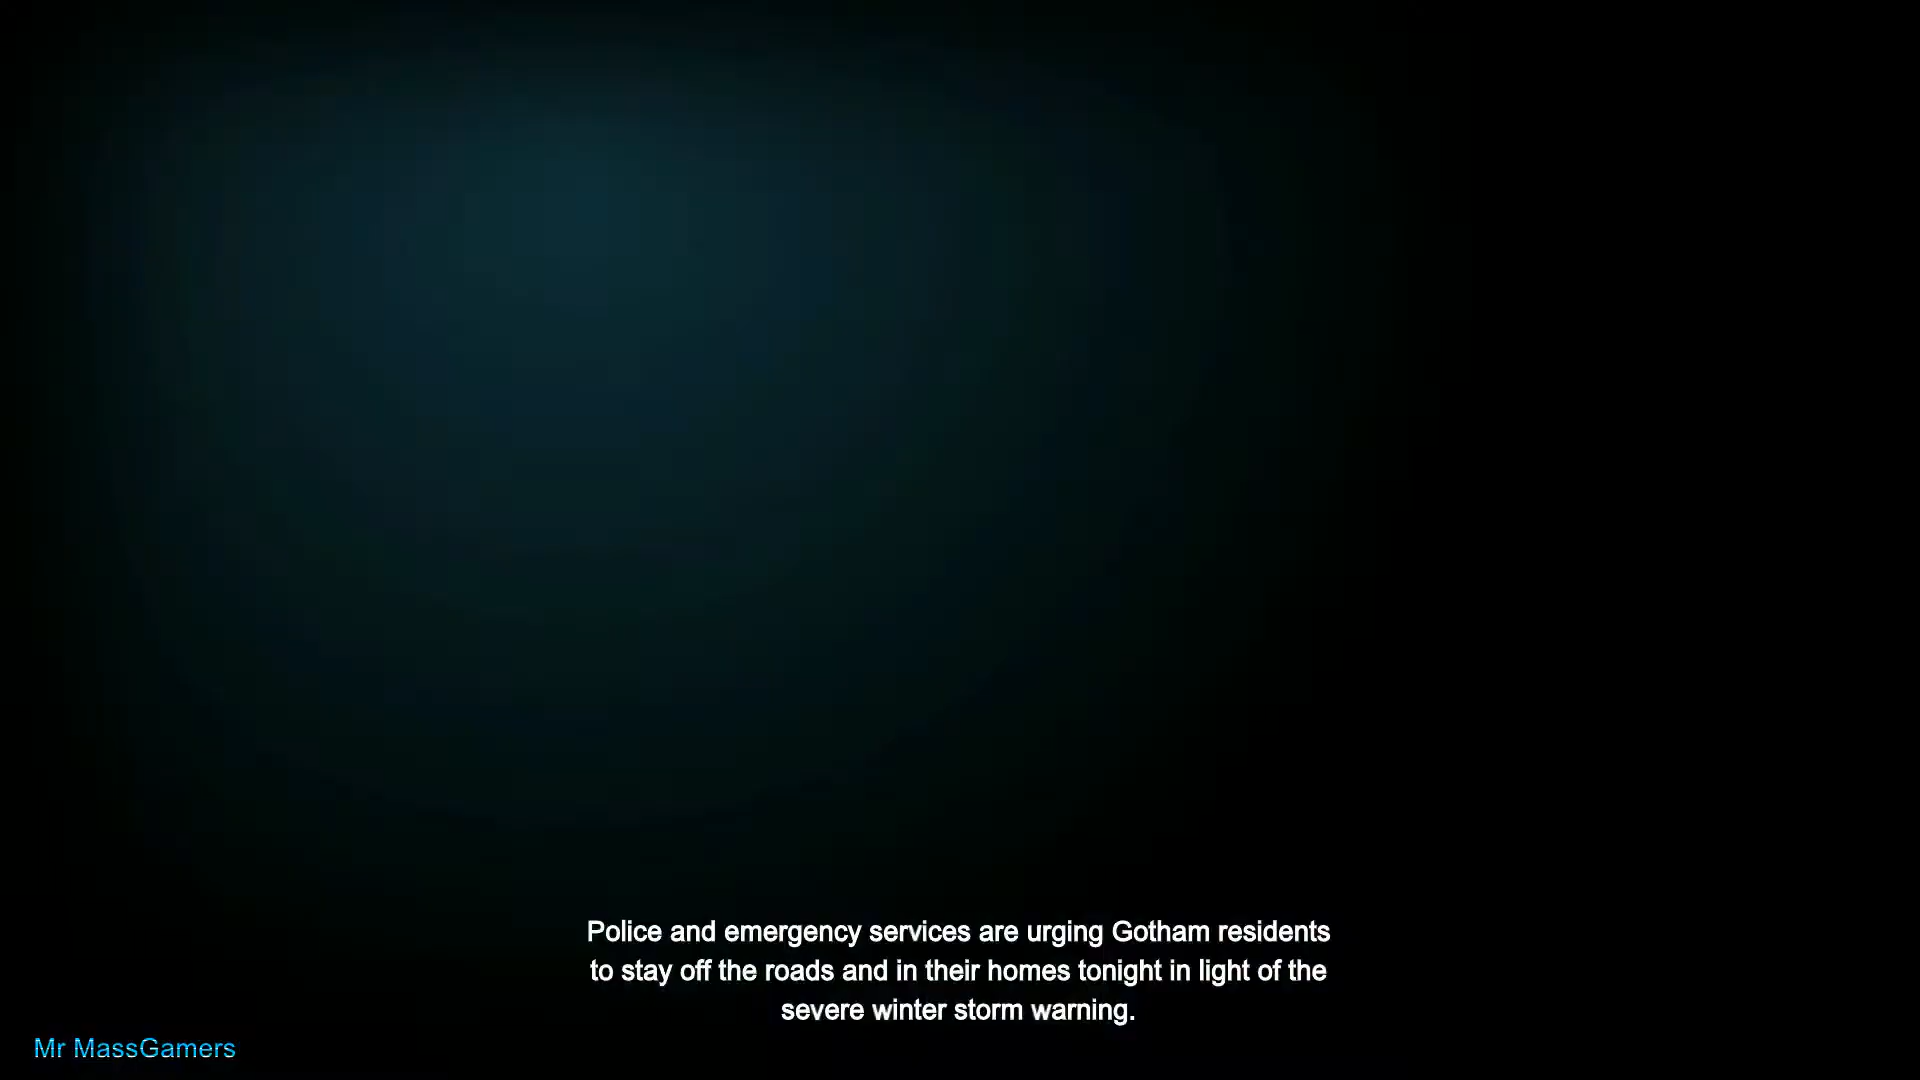 Police and emergency services are urging Gotham residents
to stay off the roads and in their homes tonight in light of the
severe winter storm warning.
Mr MassGamers